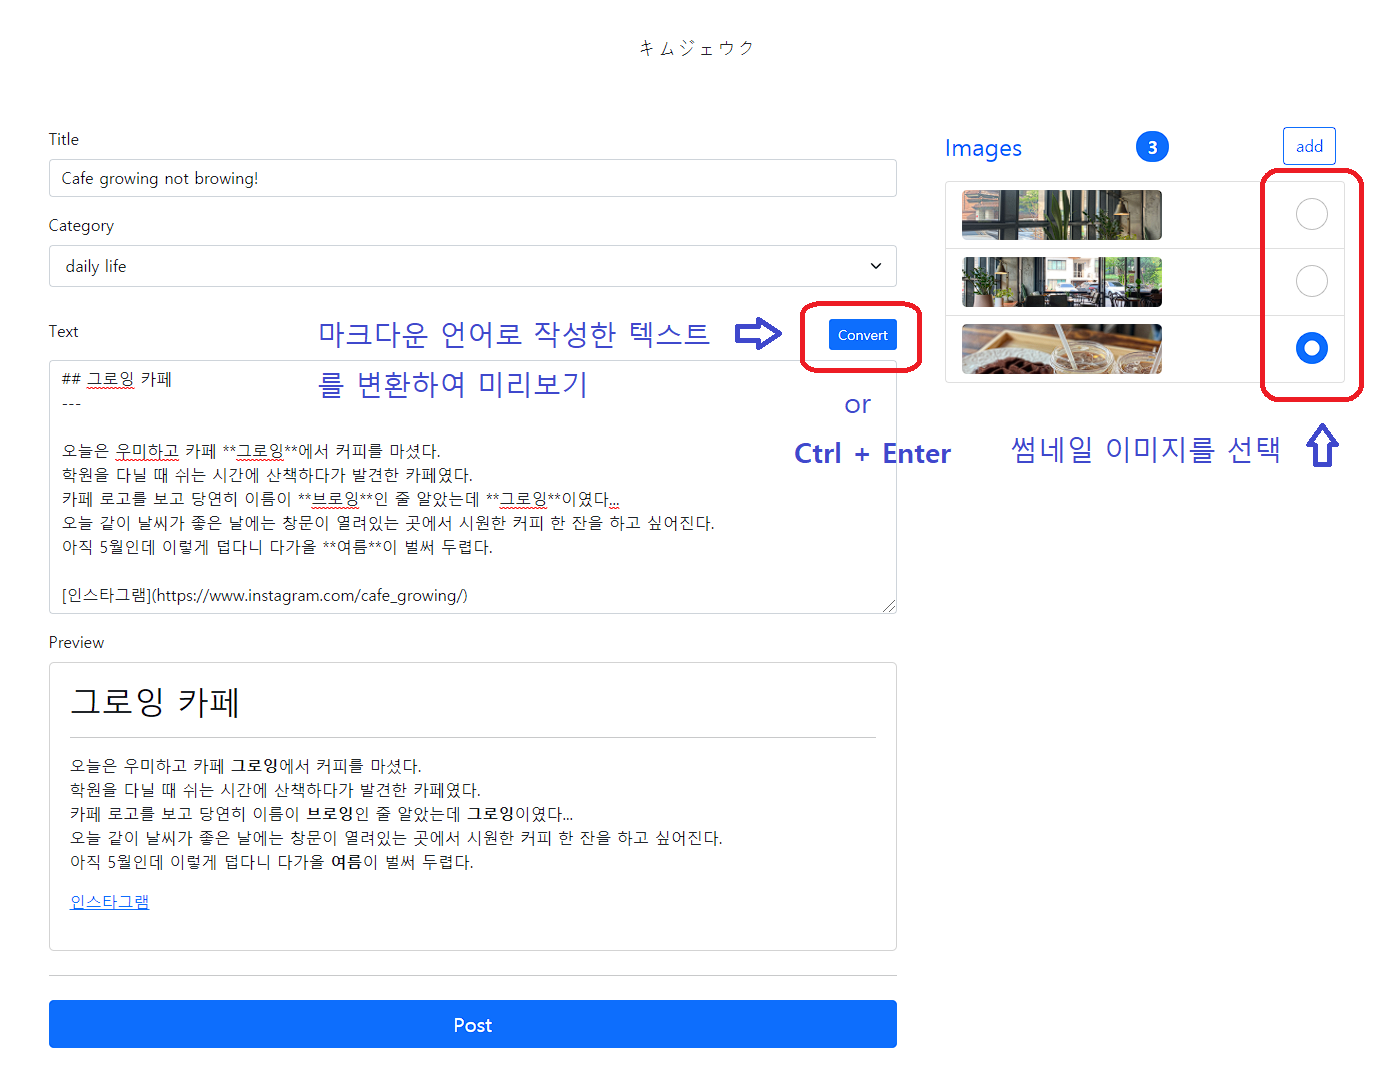 キムジェウク
Title
Cafe growing not browing!
Category
daily life
Text
마크다운 언어로 작성한 텍스트
를 변환하여 미리보기
Convert
or
Ctrl + Enter
## 그로잉 카페
---
오늘은 우미하고 카페 **그로잉**에서 커피를 마셨다.
학원을 다닐 때 쉬는 시간에 산책하다가 발견한 카페였다.
카페 로고를 보고 당연히 이름이 **브로잉**인 줄 알았는데 **그로잉**이였다...
오늘 같이 날씨가 좋은 날에는 창문이 열려있는 곳에서 시원한 커피 한 잔을 하고 싶어진다.
아직 5월인데 이렇게 덥다니 다가올 **여름**이 벌써 두렵다.
[인스타그램](https://www.instagram.com/cafe_growing/)
Preview
그로잉 카페
오늘은 우미하고 카페 그로잉에서 커피를 마셨다.
학원을 다닐 때 쉬는 시간에 산책하다가 발견한 카페였다.
카페 로고를 보고 당연히 이름이 브로잉인 줄 알았는데 그로잉이였다...
오늘 같이 날씨가 좋은 날에는 창문이 열려있는 곳에서 시원한 커피 한 잔을 하고 싶어진다.
아직 5월인데 이렇게 덥다니 다가올 여름이 벌써 두렵다.
인스타그램
Post
Images
3
add
썸네일 이미지를 선택